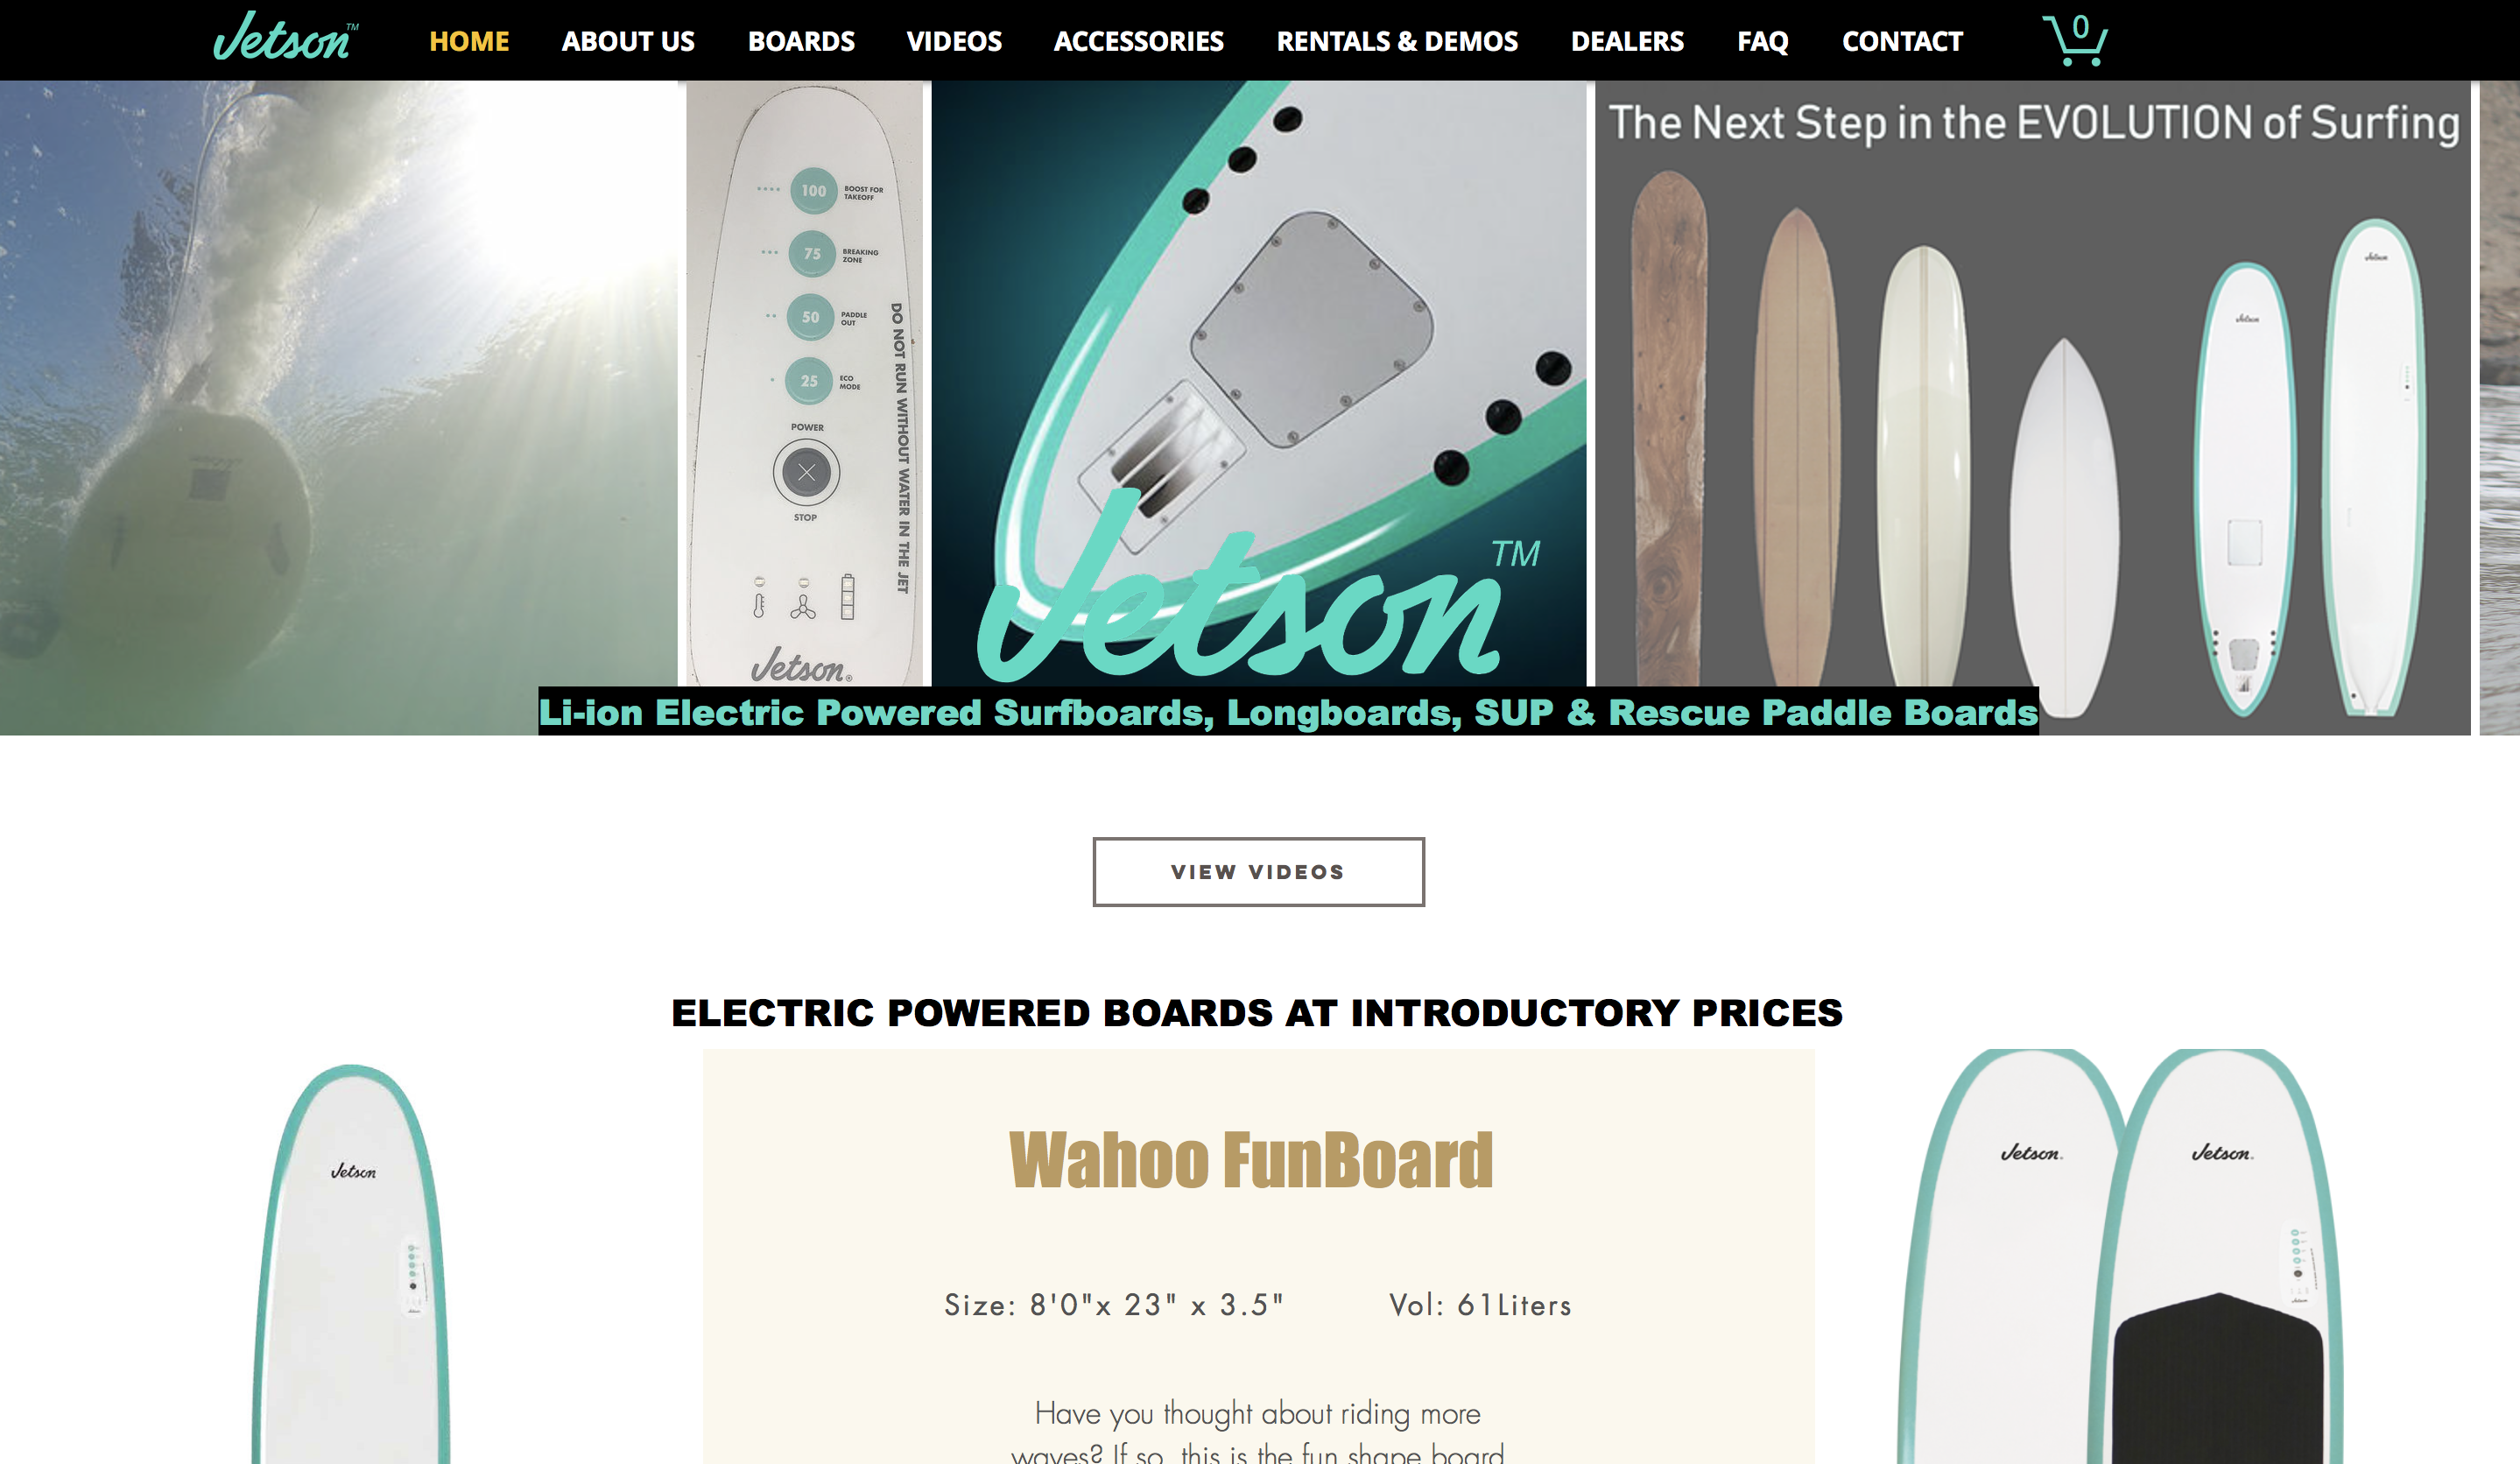 Jetson™ HOME ABOUT US BOARDS VIDEOS ACCESSORIES RENTALS & DEMOS DEALERS FAQ CONTACT 0
100 BOOST FOR
TAKEOFF
75 BREAKING
ZONE
50 PADDLE
OUT
25 ECO
MODE
POWER
STOP
DO NOT RUN WITHOUT WATER IN THE JET
Jetson®
Jetson™
The Next Step in the EVOLUTION of Surfing
Jetson
Jetson
Li-ion Electric Powered Surfboards, Longboards, SUP & Rescue Paddle Boards
VIEW VIDEOS
ELECTRIC POWERED BOARDS AT INTRODUCTORY PRICES
Jetson
Wahoo FunBoard
Size: 8'0"x 23" x 3.5" Vol: 61Liters
Have you thought about riding more
waves? If so, this is the fun shape board
Jetson.
Jetson.